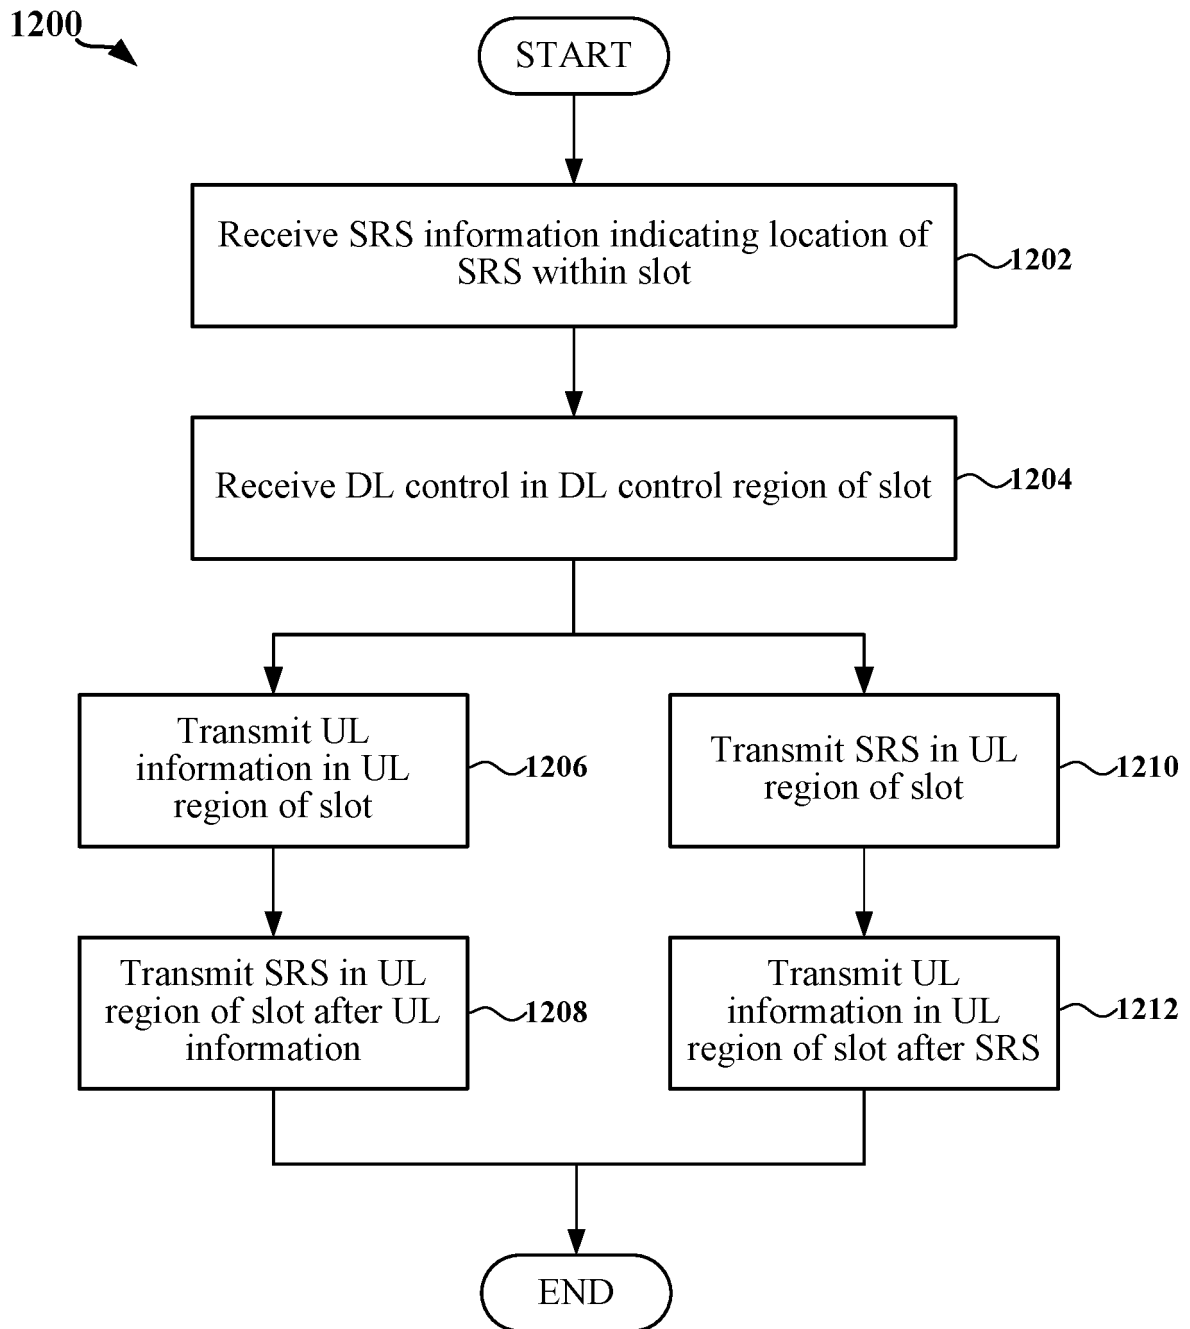 1200
START
Receive SRS information indicating location of
SRS within slot
1202
Receive DL control in DL control region of slot
1204
Transmit UL
information in UL
region of slot
1206
Transmit SRS in UL
region of slot
1210
Transmit SRS in UL
region of slot after UL
information
1208
Transmit UL
information in UL
region of slot after SRS
1212
END